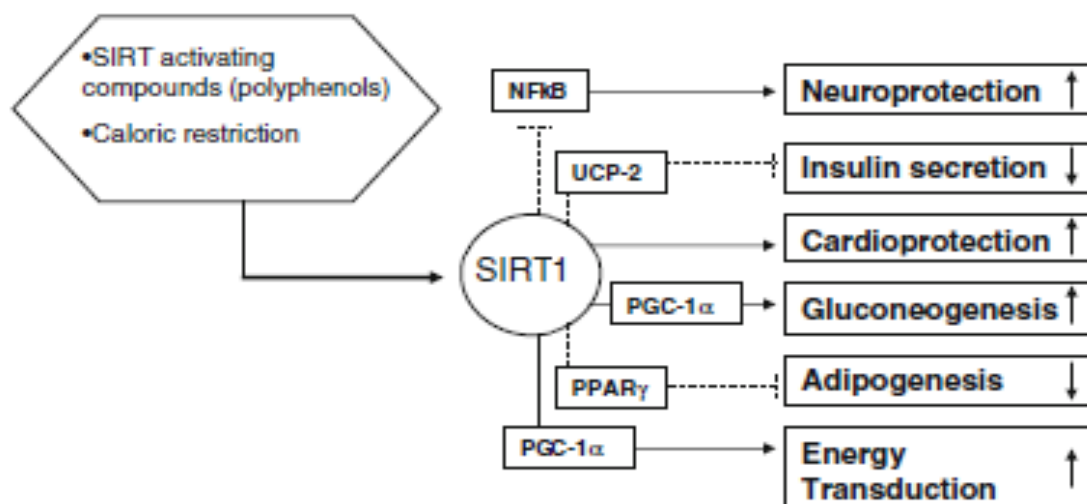 •SIRT activating
compounds (polyphenols)
•Caloric restriction
SIRT1
NFkB
Neuroprotection ↑
UCP-2
Insulin secretion ↓
Cardioprotection ↑
PGC-1α
Gluconeogenesis ↑
PPARγ
Adipogenesis ↓
PGC-1α
Energy
Transduction ↑